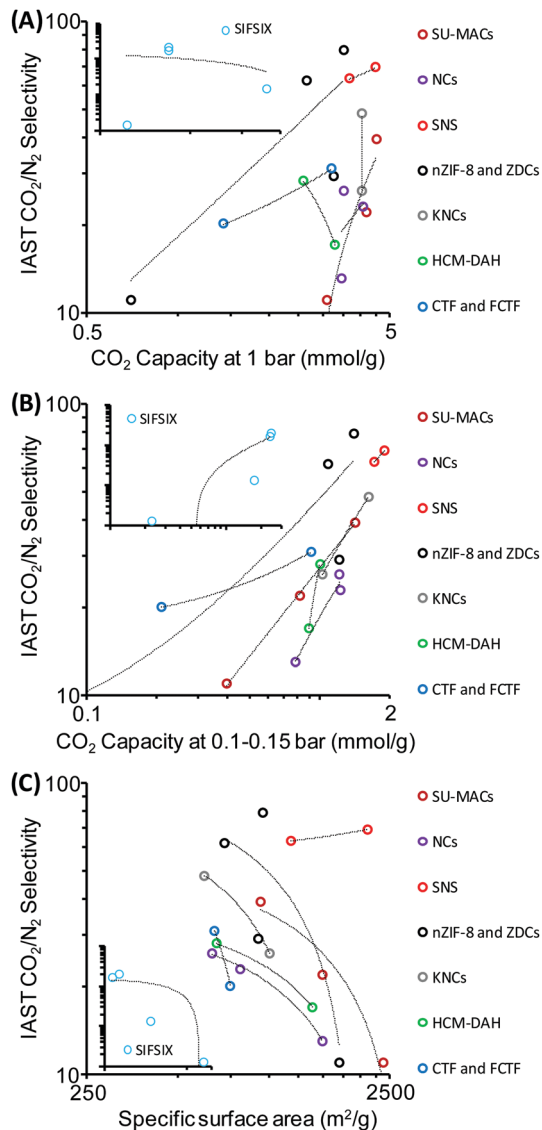 (A)
100
SIFSIX
IAST CO2/N2 Selectivity
10
0.5
5
CO2 Capacity at 1 bar (mmol/g)
SU-MACs
NCs
SNS
nZIF-8 and ZDCs
KNCs
HCM-DAH
CTF and FCTF
(B)
100
SIFSIX
IAST CO2/N2 Selectivity
10
0.1
2
CO2 Capacity at 0.1-0.15 bar (mmol/g)
SU-MACs
NCs
SNS
nZIF-8 and ZDCs
KNCs
HCM-DAH
CTF and FCTF
(C)
100
IAST CO2/N2 Selectivity
SIFSIX
10
250
2500
Specific surface area (m²/g)
SU-MACs
NCs
SNS
nZIF-8 and ZDCs
KNCs
HCM-DAH
CTF and FCTF